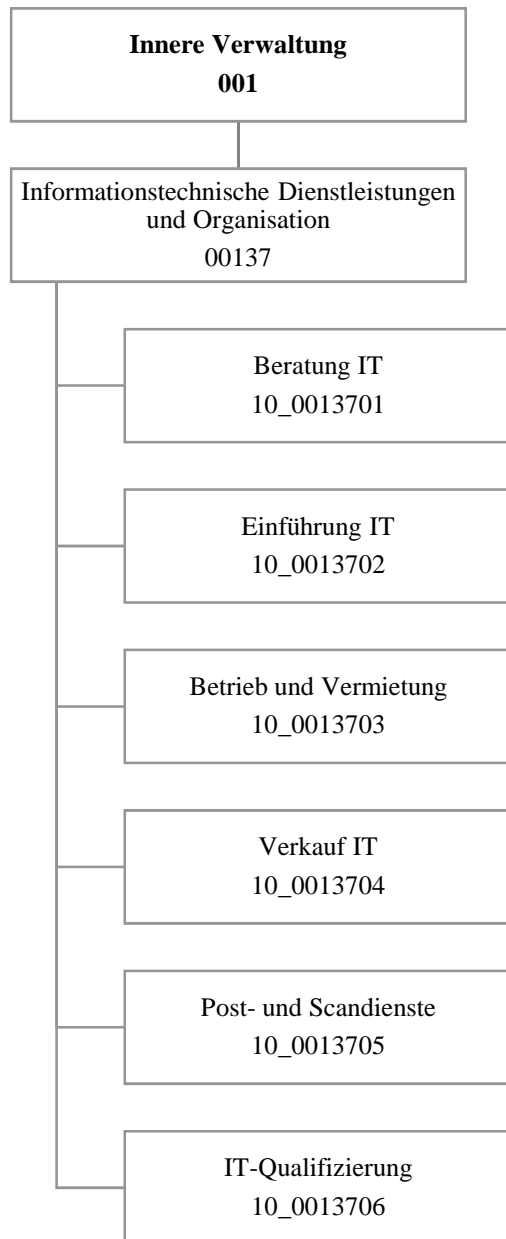 Innere Verwaltung
001
Informationstechnische Dienstleistungen
und Organisation
00137
Beratung IT
10_0013701
Einführung IT
10_0013702
Betrieb und Vermietung
10_0013703
Verkauf IT
10_0013704
Post- und Scandienste
10_0013705
IT-Qualifizierung
10_0013706